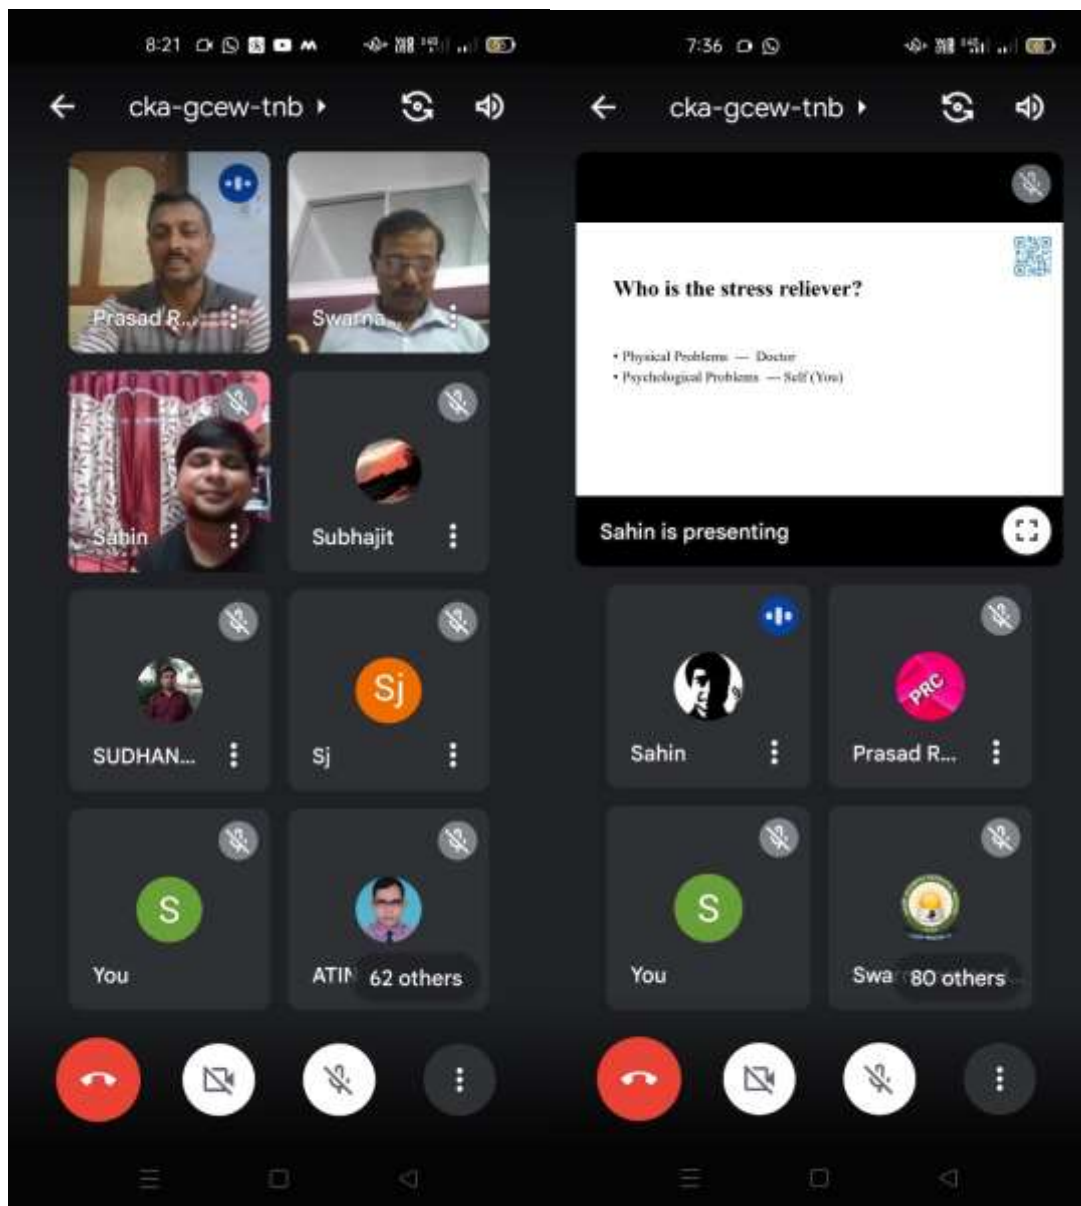 8:21
cka-gcew-tnb
Prasad R...
Swarna...
Sahin
Subhajit
SUDHAN...
Sj
Sj
S
You
ATIN
62 others
7:36
cka-gcew-tnb
Who is the stress reliever?
• Physical Problems — Doctor
• Psychological Problems — Self (You)
Sahin is presenting
Sahin
PRC
Prasad R...
S
You
Swa
80 others